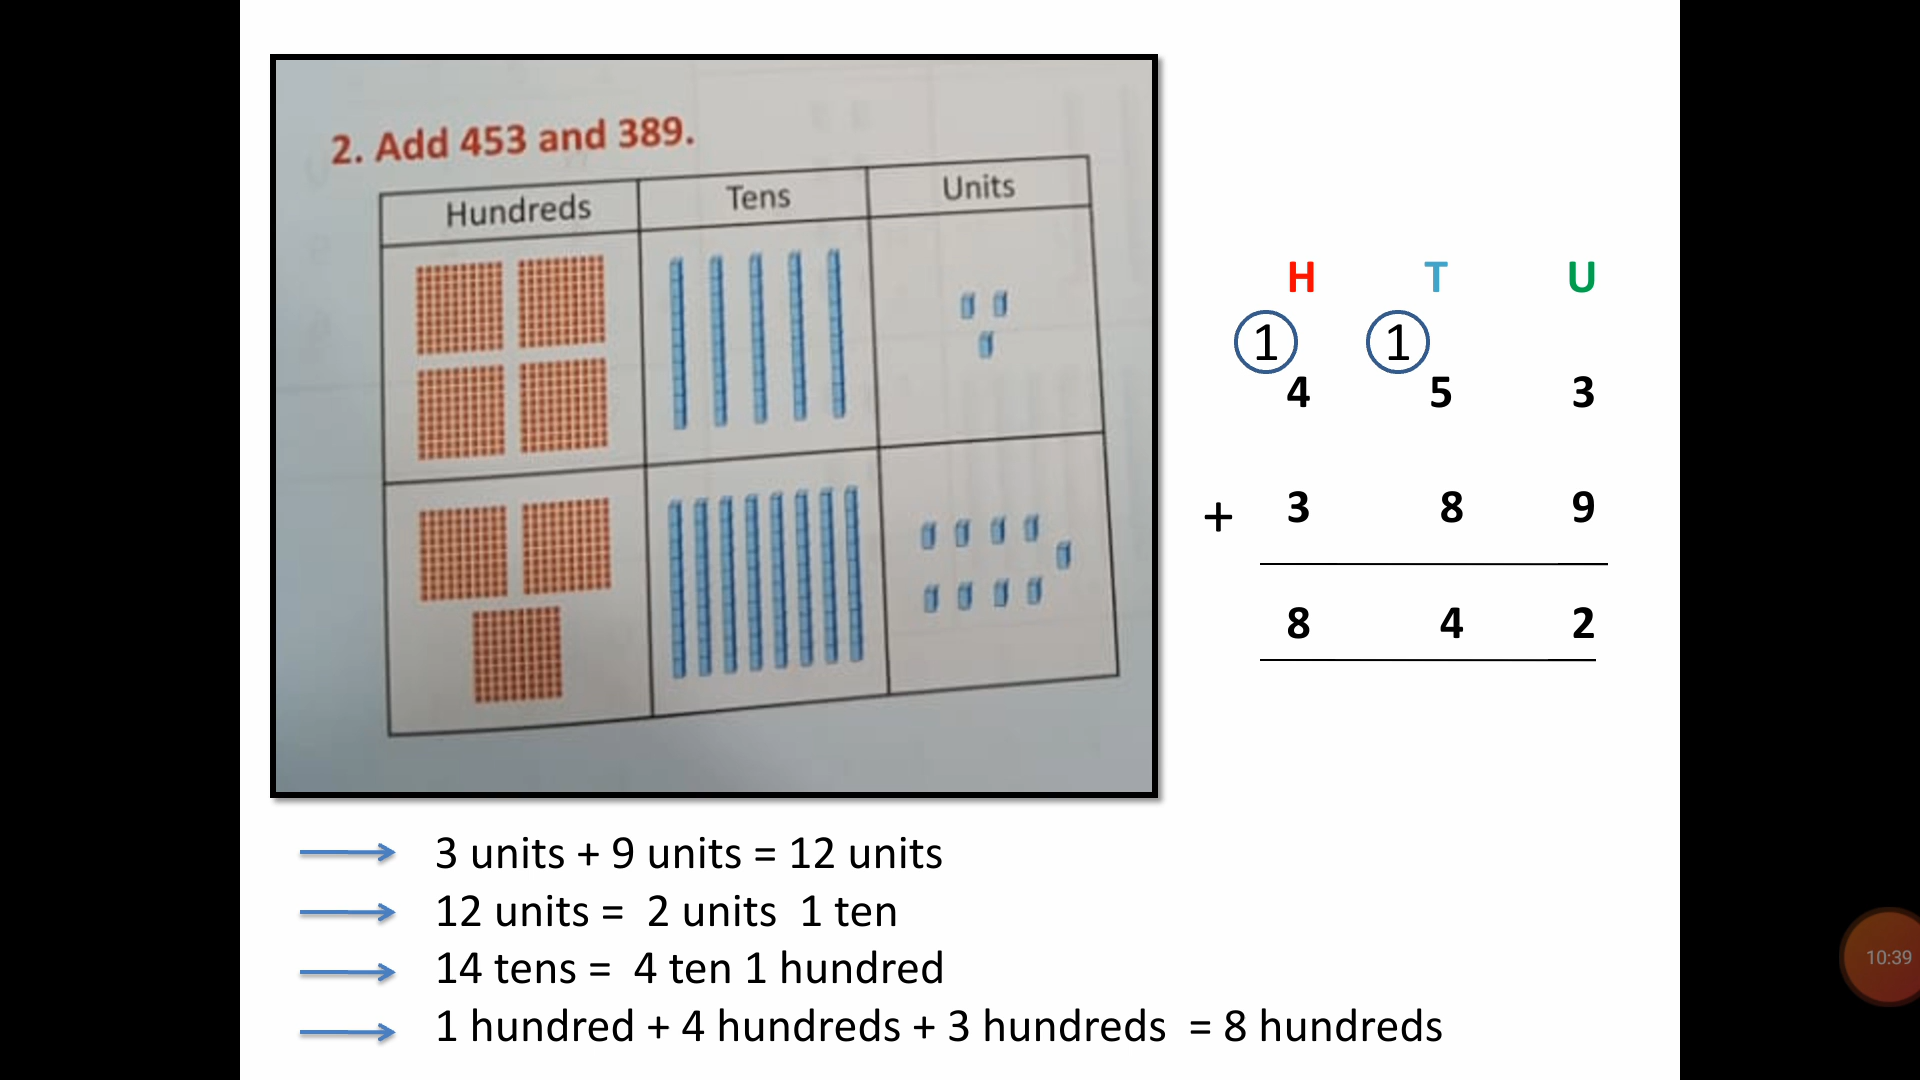 2. Add 453 and 389.
Hundreds Tens Units
H T U
1 1
4 5 3
+ 3 8 9
8 4 2
3 units + 9 units = 12 units
12 units = 2 units 1 ten
14 tens = 4 ten 1 hundred
1 hundred + 4 hundreds + 3 hundreds = 8 hundreds
10:39